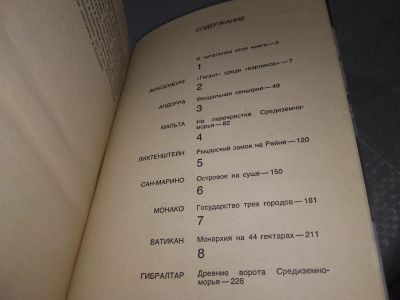 СОДЕРЖАНИЕ
К читателям этой книги—3
1
ЛЮКСЕМБУРГ «Гигант» среди «карликов»—7
2
АНДОРРА Феодальная сеньория—49
3
МАЛЬТА На перекрестке Средиземно-
морья—82
4
ЛИХТЕНШТЕЙН Рыцарский замок на Рейне—120
5
САН-МАРИНО Островок на суше—150
6
МОНАКО Государство трех городов—181
7
ВАТИКАН Монархия на 44 гектарах—211
8
ГИБРАЛТАР Древние ворота Средиземно-
морья—226